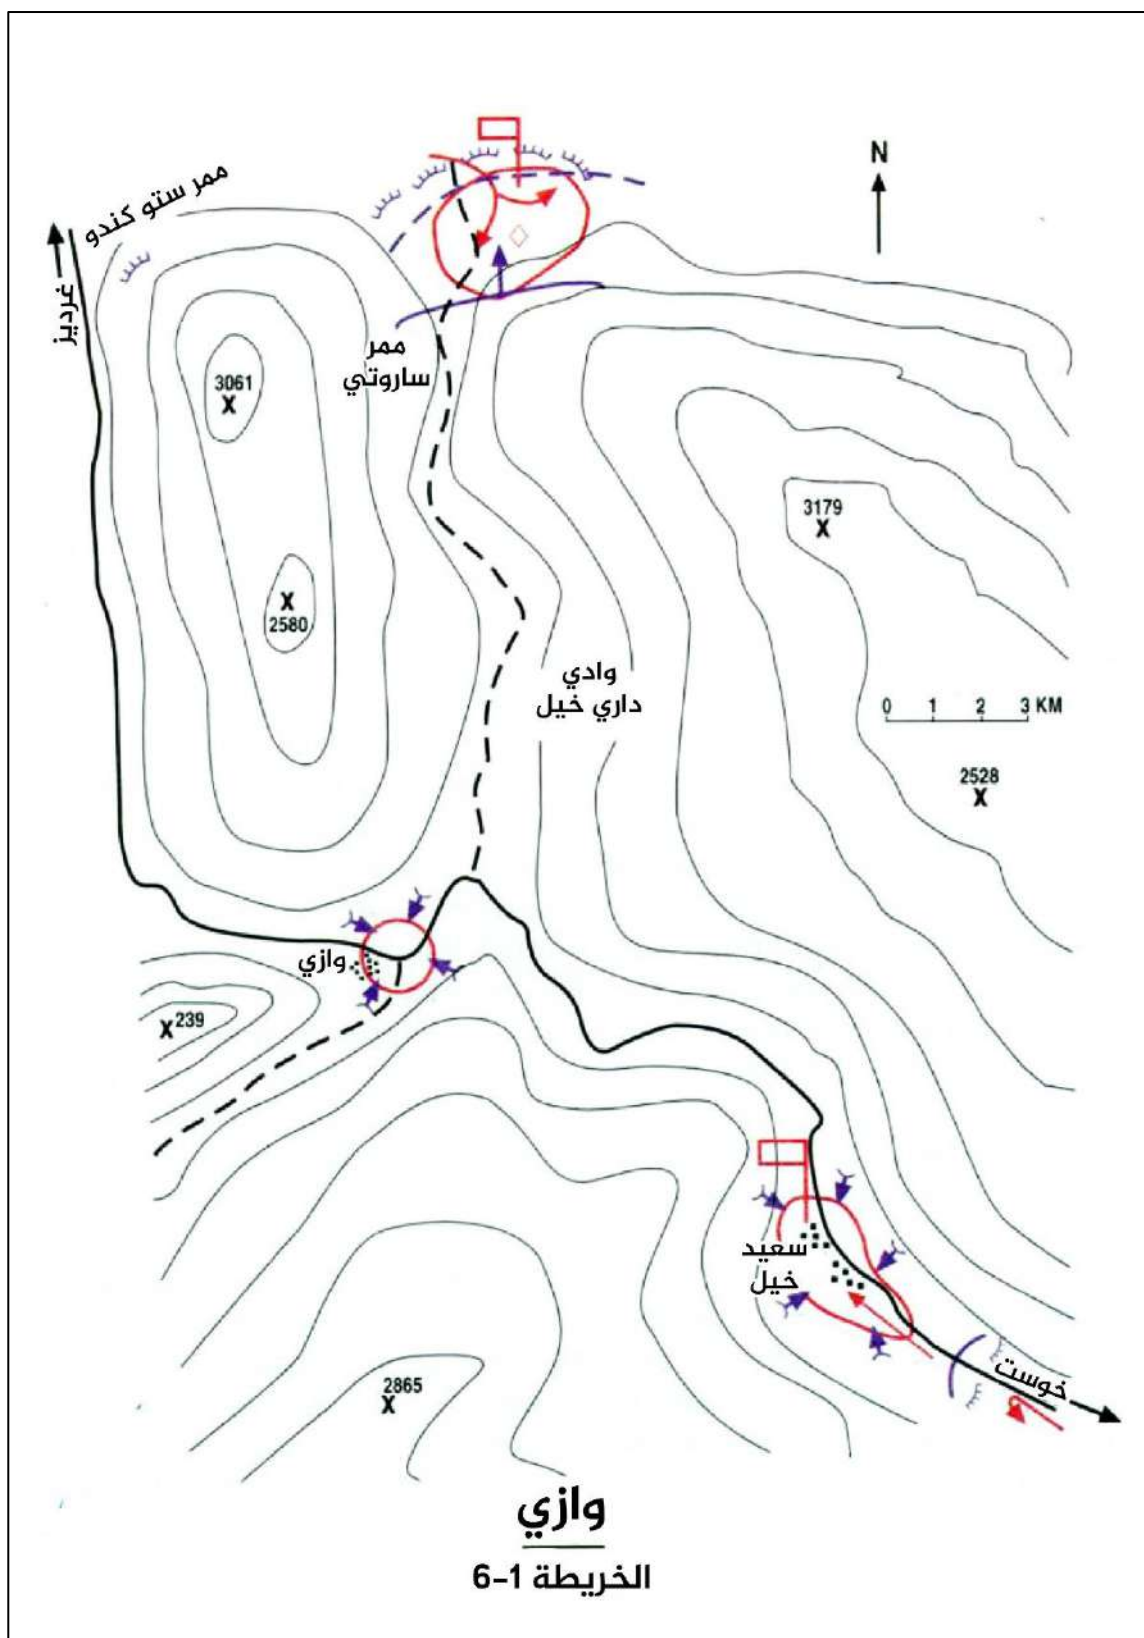 N
ممر ستو كندو
غرديز
ممر
ساروتي
3061
X
3179
X
X
2580
وادي
داري خيل
0 1 2 3 KM
2528
X
وازي
X 239
سعيد
خيل
خوست
2865
X
وازي
الخريطة 1-6